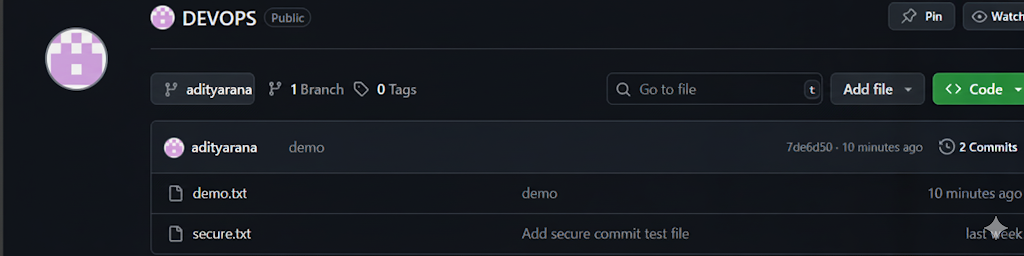 DEVOPS Public Pin Watch
adityarana 1 Branch 0 Tags Go to file t Add file Code
adityarana demo 7de6d50 · 10 minutes ago 2 Commits
demo.txt demo 10 minutes ago
secure.txt Add secure commit test file last week